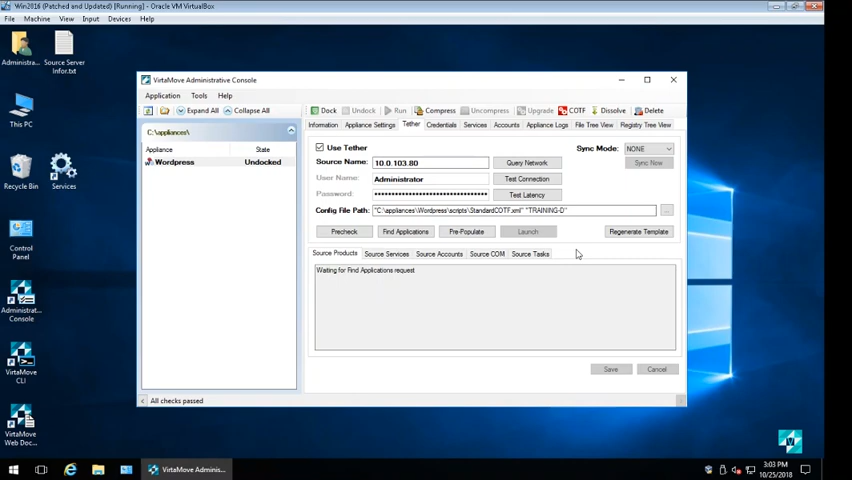 Win2016 (Patched and Updated) [Running] - Oracle VM VirtualBox
File Machine View Input Devices Help
Administra...
Source Server
Infor.txt
This PC
Recycle Bin
Services
Control
Panel
Administrat...
Console
VirtaMove
CLI
VirtaMove
Web Doc...
VirtaMove Administrative Console
Application Tools Help
Expand All Collapse All
Dock Undock Run Compress Uncompress Upgrade COTF Dissolve Delete
C:\appliances\
Appliance State
Wordpress Undocked
Information Appliance Settings Tether Credentials Services Accounts Appliance Logs File Tree View Registry Tree View
Use Tether
Sync Mode: NONE
Source Name: 10.0.103.80 Query Network Sync Now
User Name: Administrator Test Connection
Password: Test Latency
Config File Path: "C:\appliances\Wordpress\scripts\StandardCOTF.xml" "TRAINING-D" ...
Precheck Find Applications Pre-Populate Launch Regenerate Template
Source Products Source Services Source Accounts Source COM Source Tasks
Waiting for Find Applications request
Save Cancel
All checks passed
VirtaMove Adminis...
3:03 PM
10/25/2018